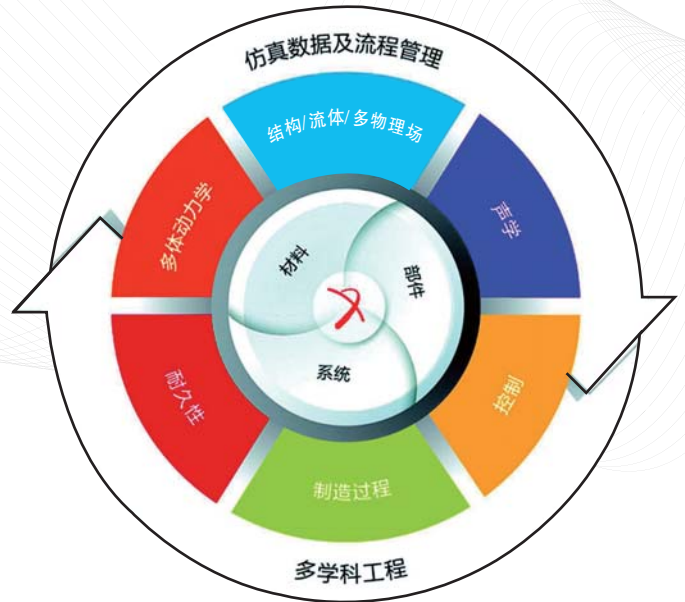 仿真数据及流程管理
结构/流体/多物理场
多体动力学
声学
材料
部件
系统
耐久性
控制
制造过程
多学科工程